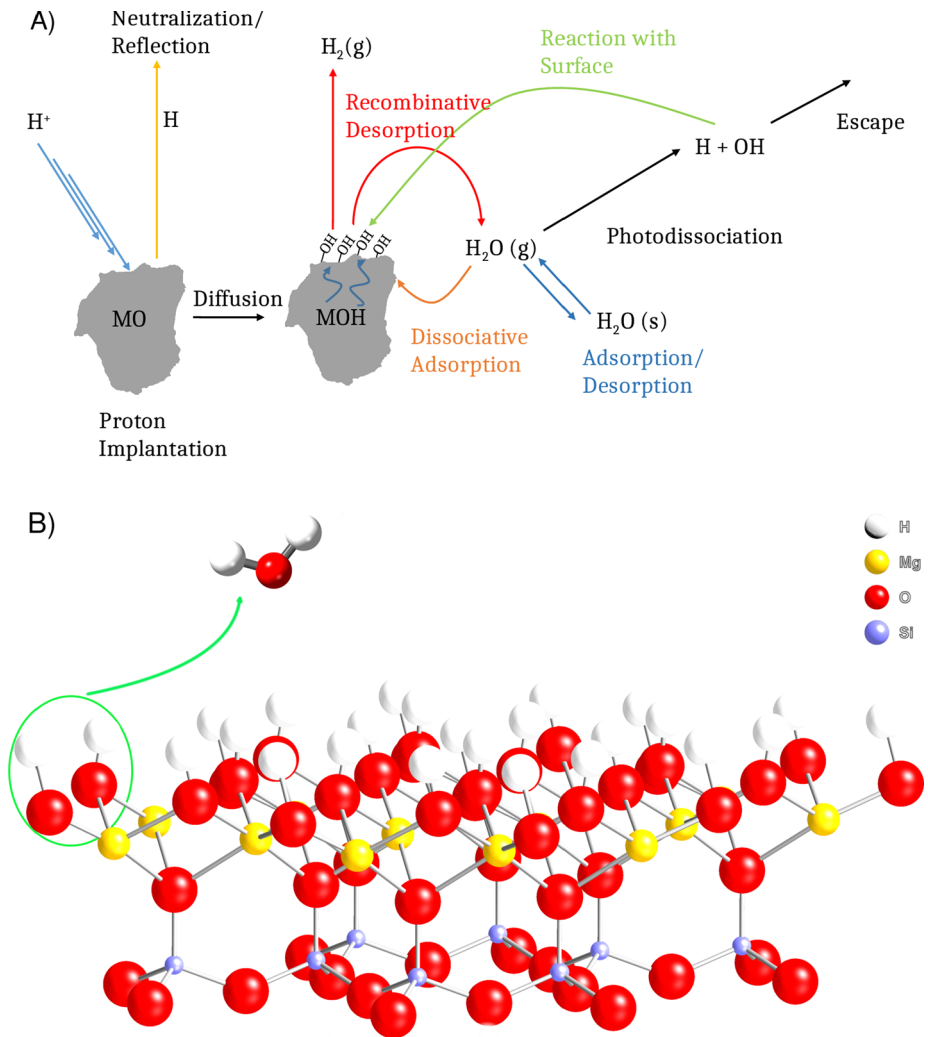 A)
Neutralization/
Reflection
H₂(g)
Reaction with
Surface
H⁺
H
Recombinative
Desorption
Escape
H + OH
-OH
-OH
-OH
-OH
H₂O (g)
Photodissociation
MO
Diffusion
MOH
H₂O (s)
Dissociative
Adsorption
Adsorption/
Desorption
Proton
Implantation
B)
H
Mg
O
Si